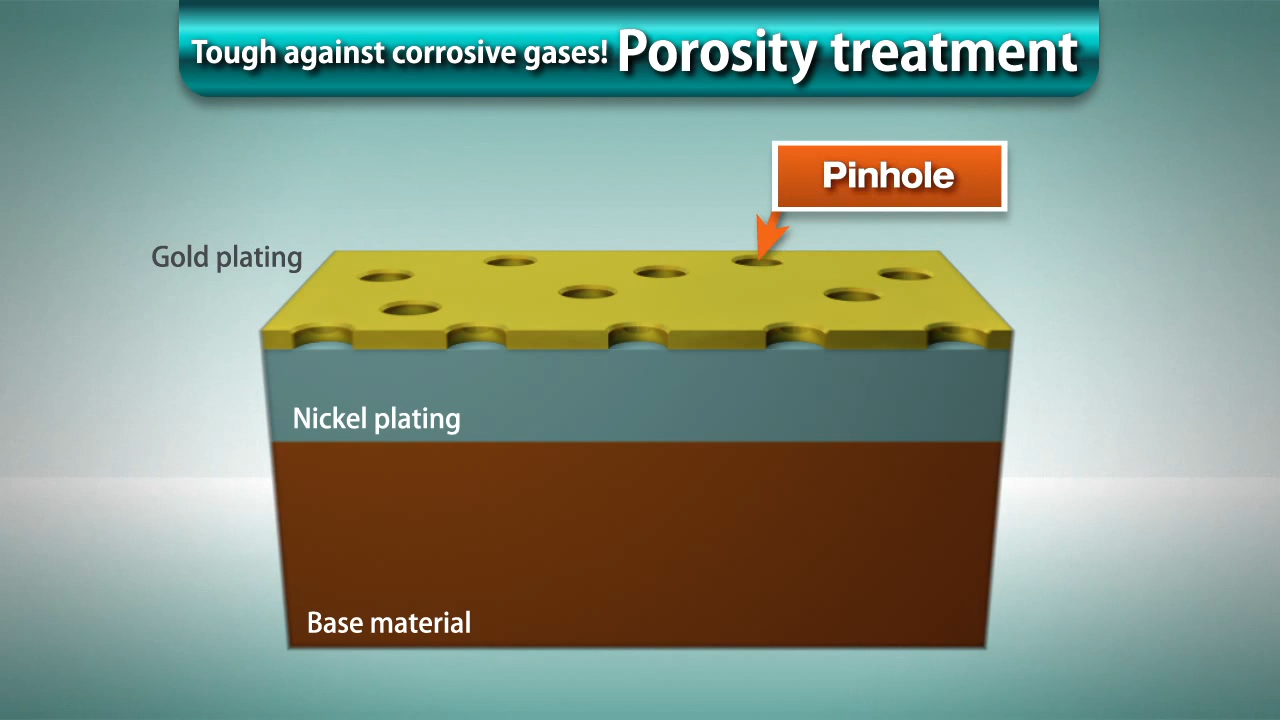 Tough against corrosive gases! Porosity treatment
Pinhole
Gold plating
Nickel plating
Base material